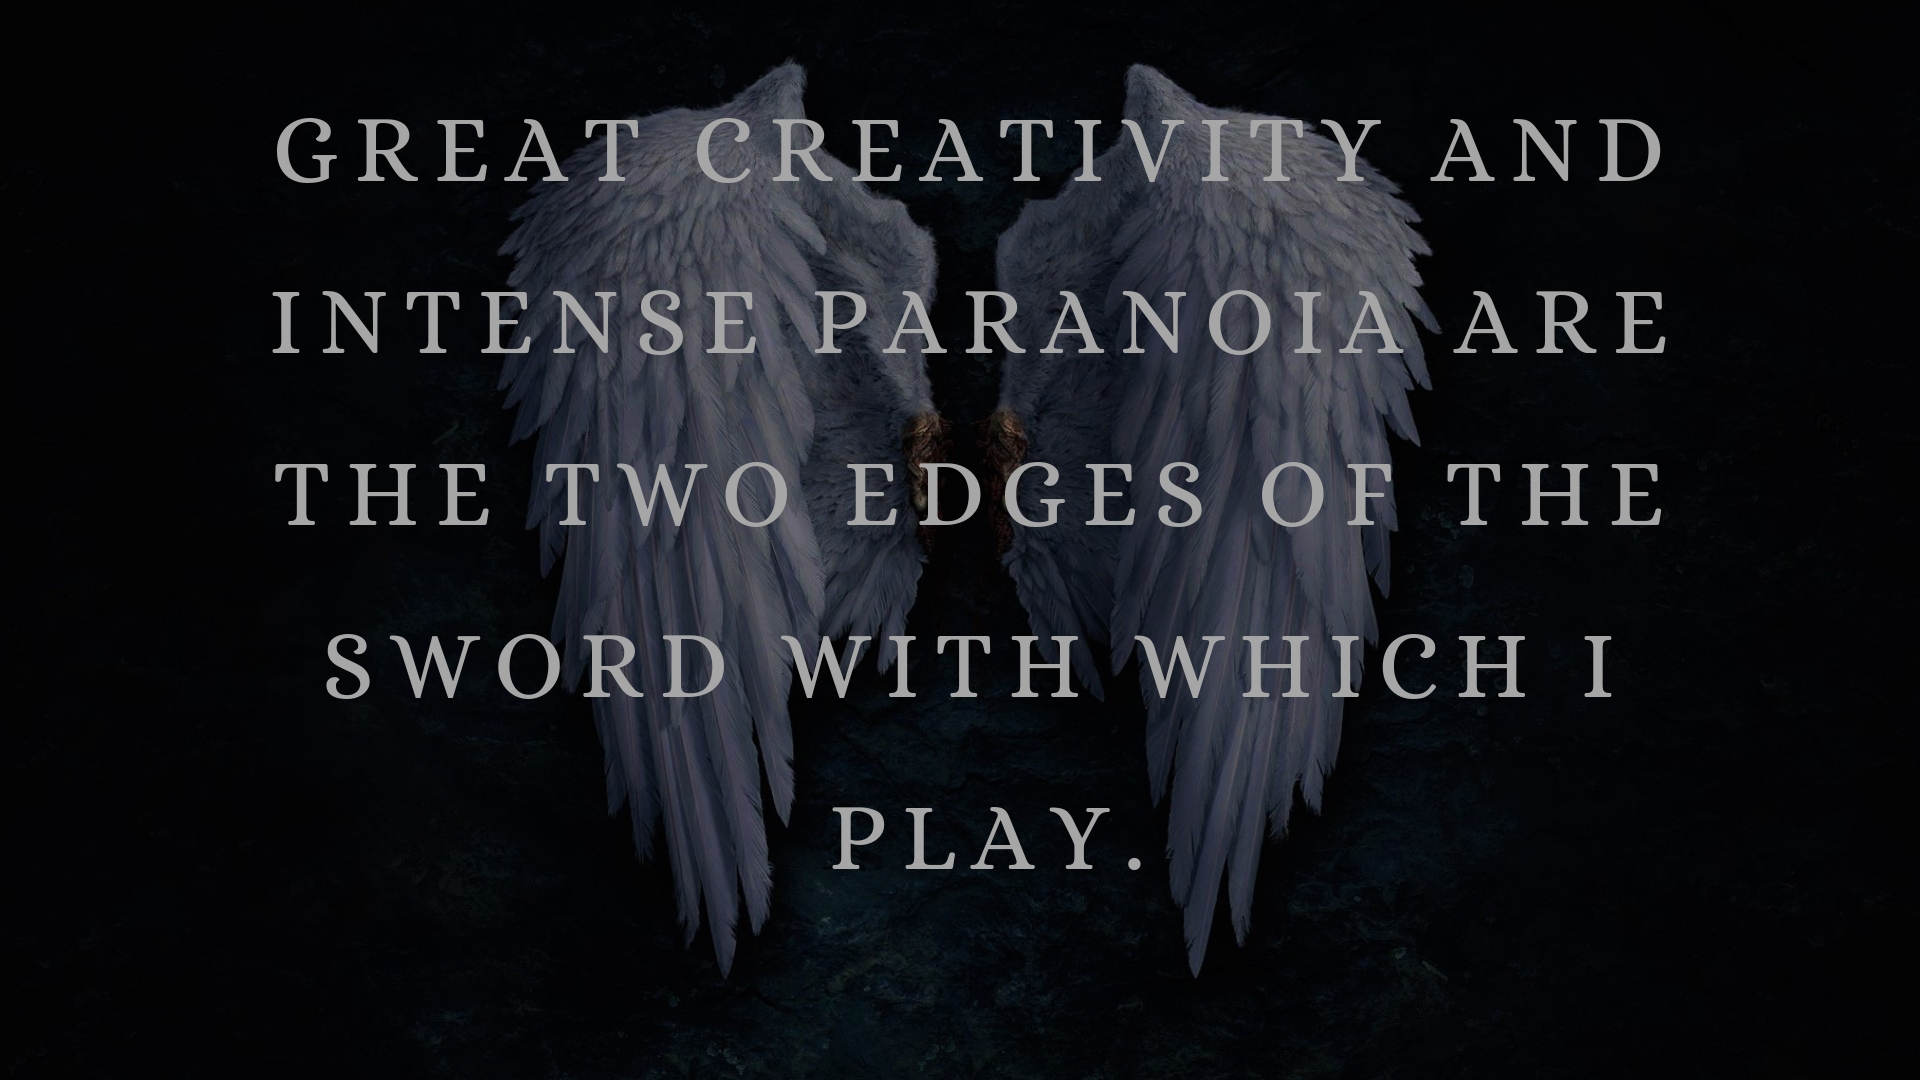 GREAT CREATIVITY AND
INTENSE PARANOIA ARE
THE TWO EDGES OF THE
SWORD WITH WHICH I
PLAY.